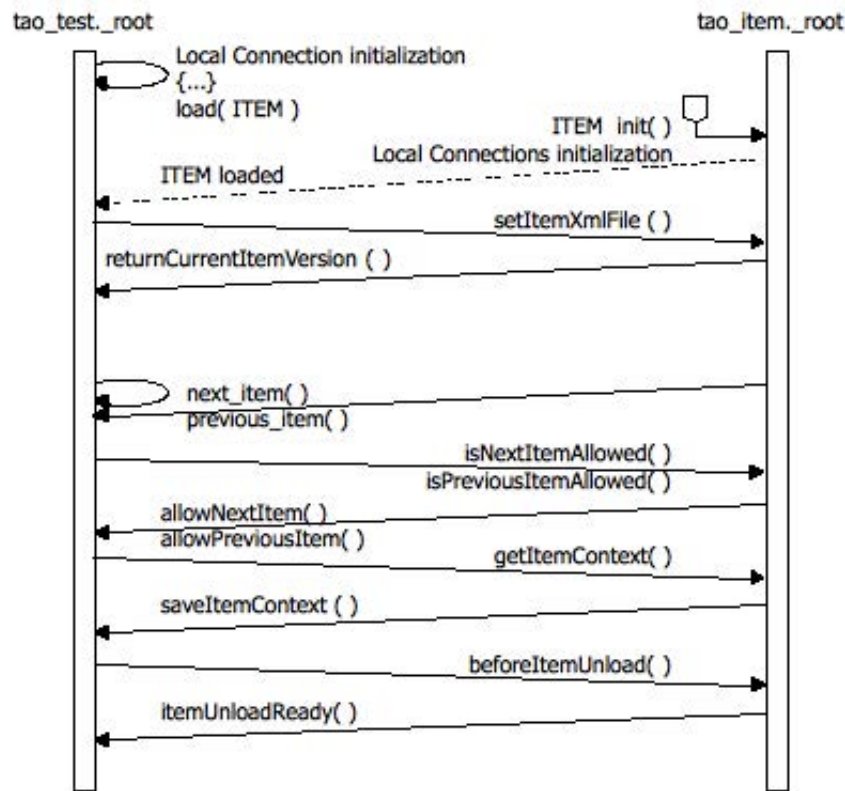 tao_test._root
tao_item._root
Local Connection initialization
{...}
load( ITEM )
ITEM init( )
Local Connections initialization
ITEM loaded
setItemXmlFile ( )
returnCurrentItemVersion ( )
next_item( )
previous_item( )
isNextItemAllowed( )
isPreviousItemAllowed( )
allowNextItem( )
allowPreviousItem( )
getItemContext( )
saveItemContext ( )
beforeItemUnload( )
itemUnloadReady( )